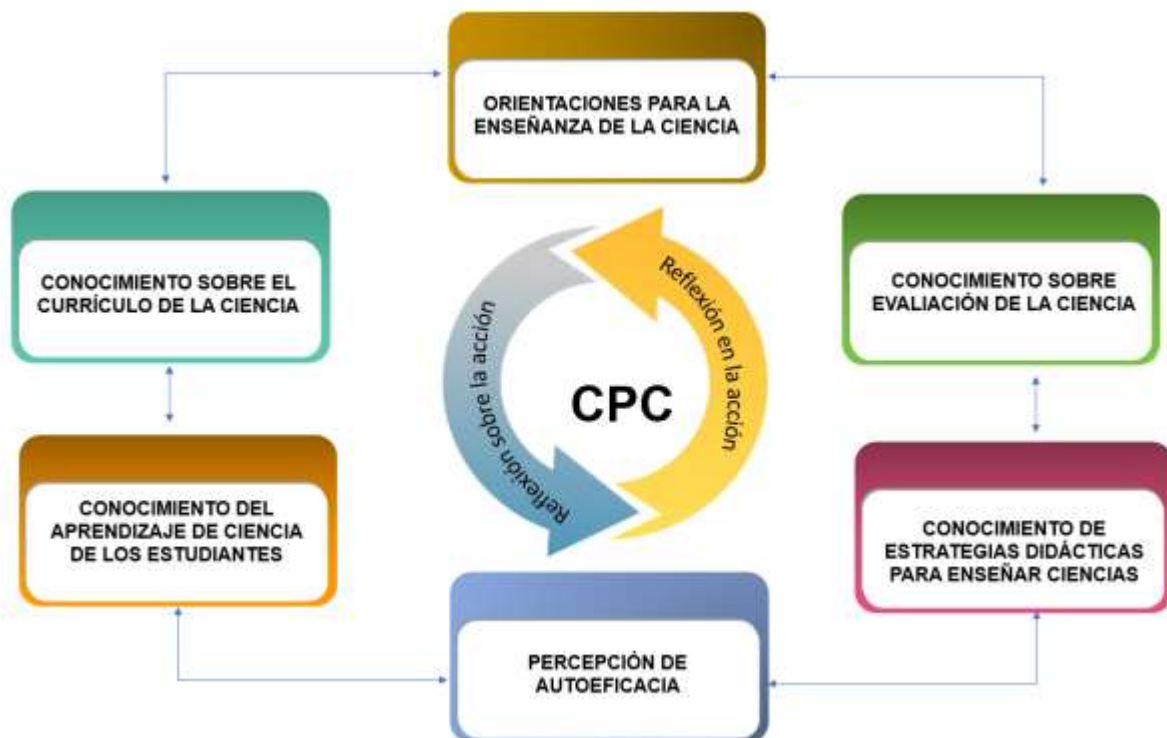 ORIENTACIONES PARA LA
ENSEÑANZA DE LA CIENCIA
CONOCIMIENTO SOBRE EL
CURRÍCULO DE LA CIENCIA
Reflexión sobre la acción
Reflexión en la acción
CPC
CONOCIMIENTO SOBRE
EVALIACIÓN DE LA CIENCIA
CONOCIMIENTO DEL
APRENDIZAJE DE CIENCIA
DE LOS ESTUDIANTES
CONOCIMIENTO DE
ESTRATEGIAS DIDÁCTICAS
PARA ENSEÑAR CIENCIAS
PERCEPCIÓN DE
AUTOEFICACIA